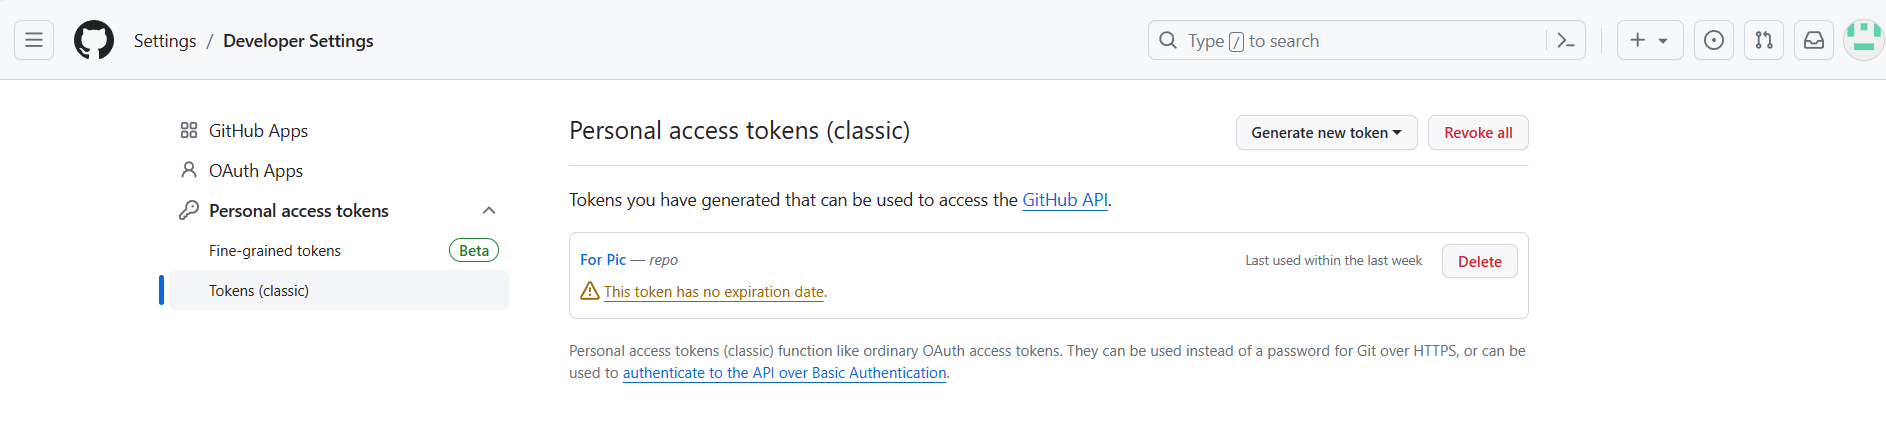 Settings / Developer Settings
Type / to search
GitHub Apps
OAuth Apps
Personal access tokens
Fine-grained tokens Beta
Tokens (classic)
Personal access tokens (classic)
Generate new token
Revoke all
Tokens you have generated that can be used to access the GitHub API.
For Pic — repo
Last used within the last week
Delete
This token has no expiration date.
Personal access tokens (classic) function like ordinary OAuth access tokens. They can be used instead of a password for Git over HTTPS, or can be
used to authenticate to the API over Basic Authentication.